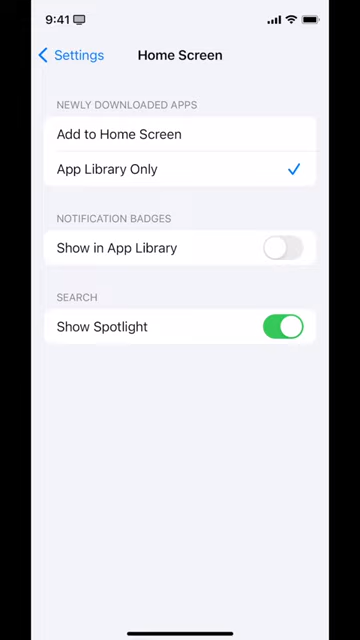 9:41
Settings
Home Screen
NEWLY DOWNLOADED APPS
Add to Home Screen
App Library Only
NOTIFICATION BADGES
Show in App Library
SEARCH
Show Spotlight